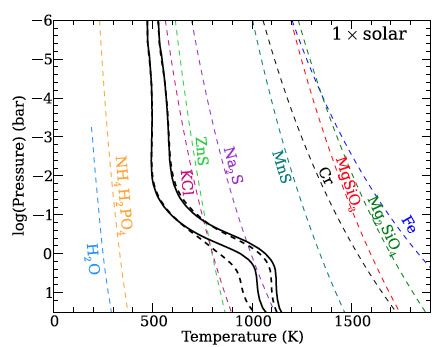 1 × solar
−6
−5
−4
−3
−2
−1
0
1
log(Pressure) (bar)
H₂O
NH₄H₂PO₄
KCl
ZnS
Na₂S
MnS
Cr
MgSiO₃
Mg₂SiO₄
Fe
0 500 1000 1500
Temperature (K)